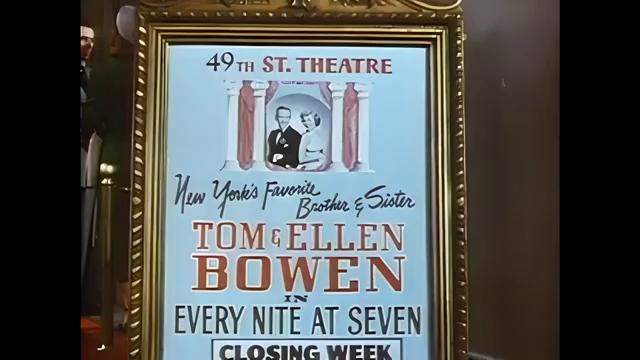 49TH ST. THEATRE
New York's Favorite
Brother & Sister
TOM & ELLEN
BOWEN
IN
EVERY NITE AT SEVEN
CLOSING WEEK